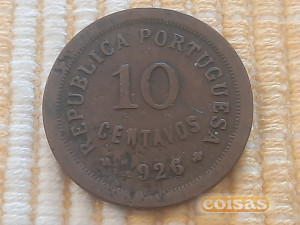 REPUBLICA PORTUGUESA
10
CENTAVOS
1926
coisas